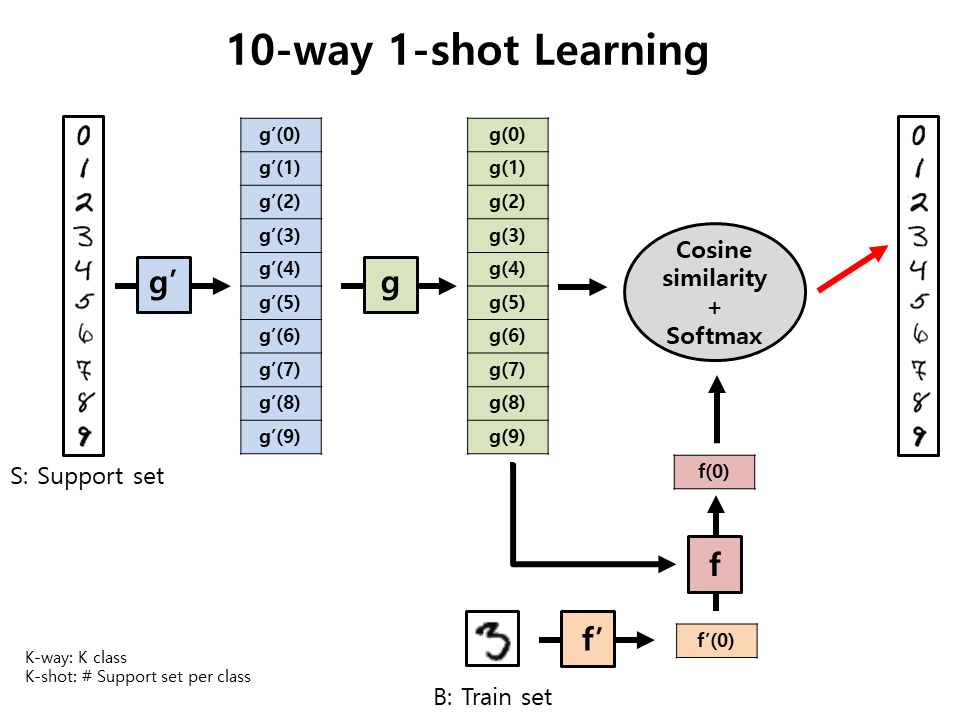 10-way 1-shot Learning
0
1
2
3
4
5
6
7
8
9
S: Support set
g’
g’(0)
g’(1)
g’(2)
g’(3)
g’(4)
g’(5)
g’(6)
g’(7)
g’(8)
g’(9)
g
g(0)
g(1)
g(2)
g(3)
g(4)
g(5)
g(6)
g(7)
g(8)
g(9)
Cosine
similarity
+
Softmax
0
1
2
3
4
5
6
7
8
9
f(0)
f
3
f’
f’(0)
B: Train set
K-way: K class
K-shot: # Support set per class